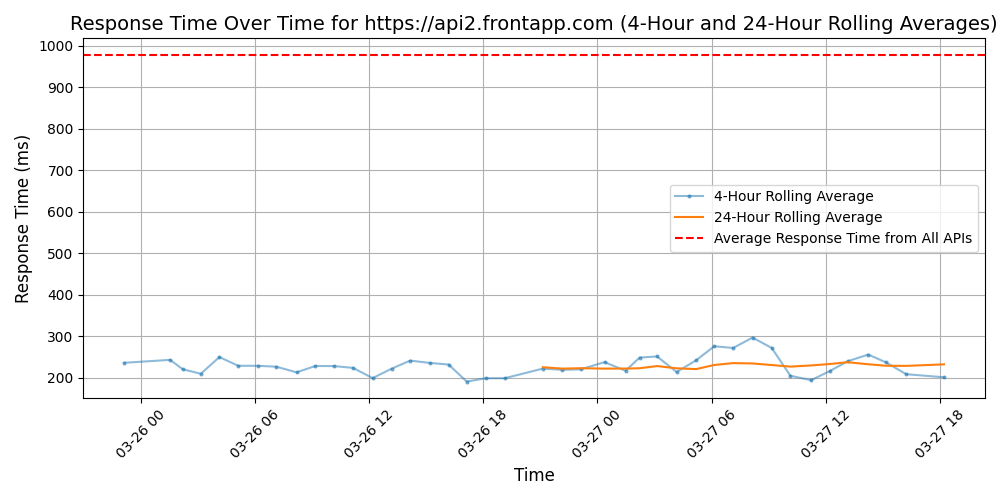 Response Time Over Time for https://api2.frontapp.com (4-Hour and 24-Hour Rolling Averages)
Response Time (ms)
1000
900
800
700
600
500
400
300
200
4-Hour Rolling Average
24-Hour Rolling Average
Average Response Time from All APIs
03-26 00
03-26 06
03-26 12
03-26 18
03-27 00
03-27 06
03-27 12
03-27 18
Time